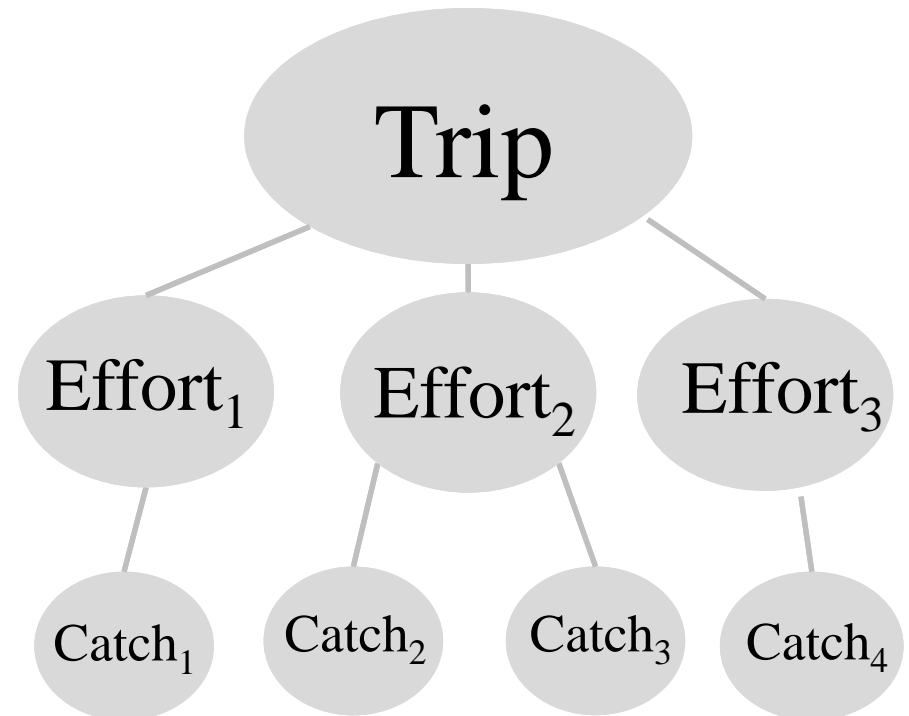 Trip
Effort₁ Effort₂ Effort₃
Catch₁ Catch₂ Catch₃ Catch₄